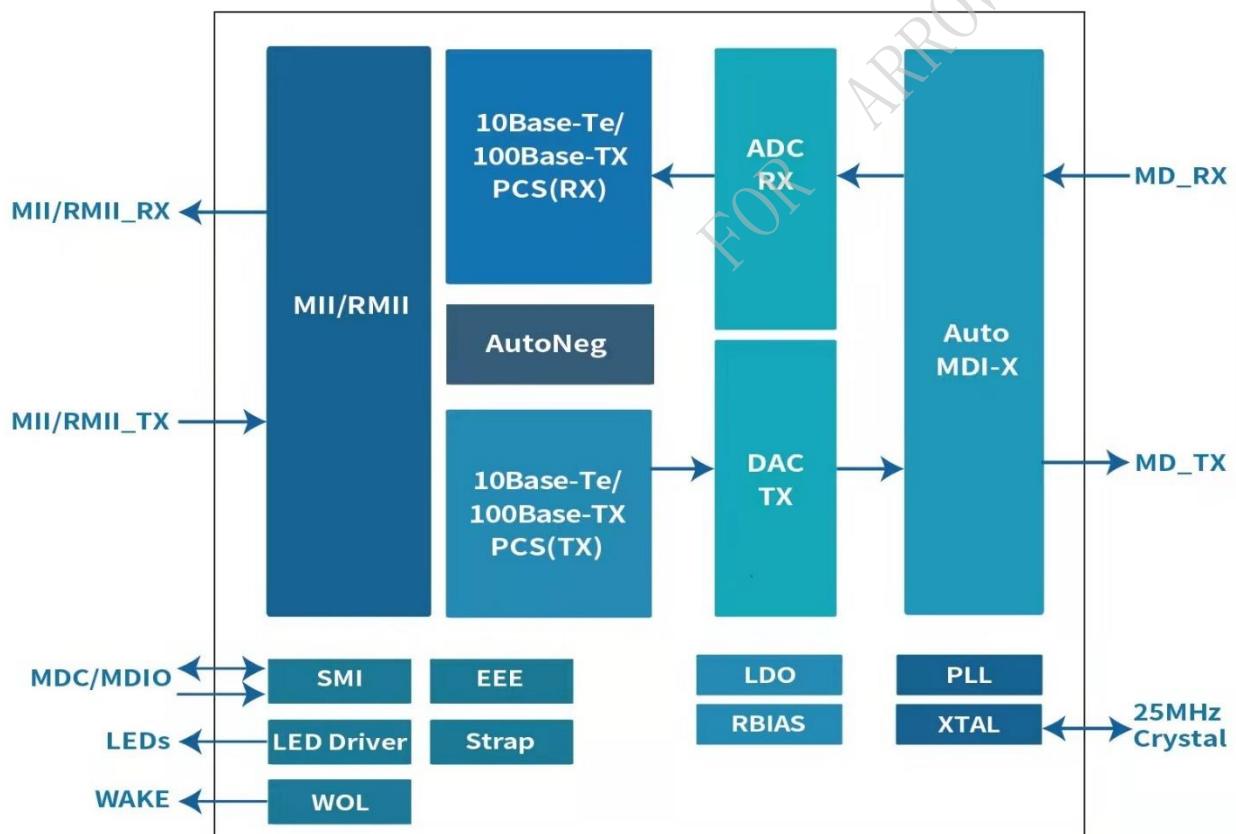 FOR ARROW
10Base-Te/
100Base-TX
PCS(RX)
ADC
RX
MD_RX
MII/RMII_RX
MII/RMII
AutoNeg
Auto
MDI-X
MII/RMII_TX
10Base-Te/
100Base-TX
PCS(TX)
DAC
TX
MD_TX
MDC/MDIO
SMI
EEE
LDO
PLL
LEDs
LED Driver
Strap
RBIAS
XTAL
25MHz
Crystal
WAKE
WOL